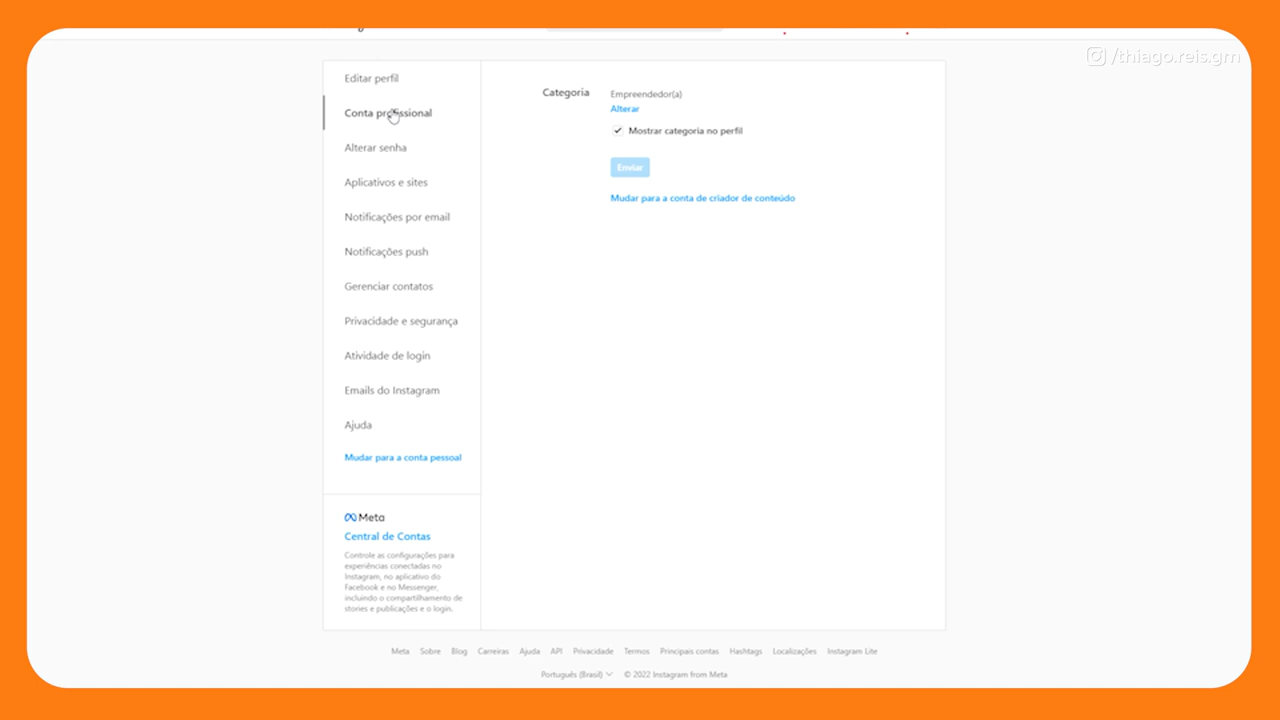 /thiago.reis.gm
Editar perfil
Conta profissional
Alterar senha
Aplicativos e sites
Notificações por email
Notificações push
Gerenciar contatos
Privacidade e segurança
Atividade de login
Emails do Instagram
Ajuda
Mudar para a conta pessoal
Meta
Central de Contas
Controle as configurações para
experiências conectadas no
Instagram, no aplicativo do
Facebook e no Messenger,
incluindo o compartilhamento de
stories e publicações e o login.
Categoria
Empreendedor(a)
Alterar
Mostrar categoria no perfil
Enviar
Mudar para a conta de criador de conteúdo
Meta Sobre Blog Carreiras Ajuda API Privacidade Termos Principais contas Hashtags Localizações Instagram Lite
Português (Brasil) © 2022 Instagram from Meta